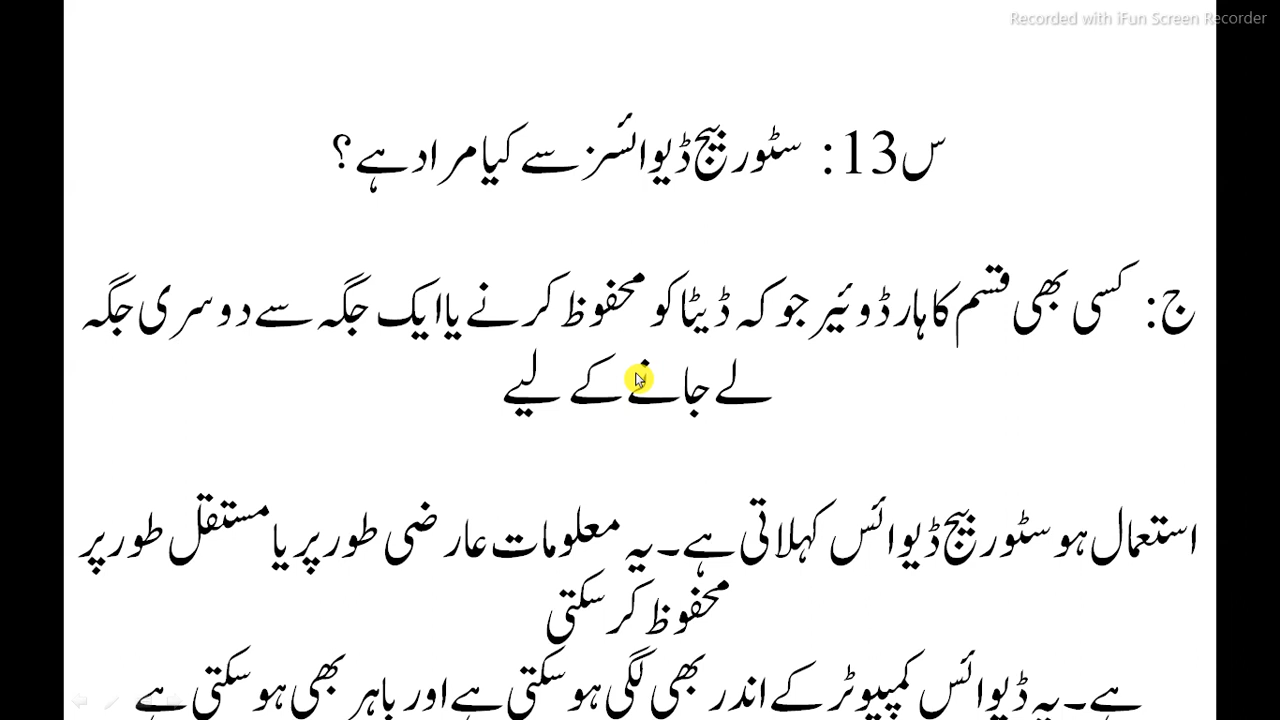 Recorded with iFun Screen Recorder
س13: سٹوریج ڈیوائسز سے کیا مراد ہے؟
ج: کسی بھی قسم کا ہارڈوئیر جو کہ ڈیٹا کو محفوظ کرنے یا ایک جگہ سے دوسری جگہ
لے جانے کے لیے
استعمال ہو سٹوریج ڈیوائس کہلاتی ہے۔ یہ معلومات عارضی طور پر یا مستقل طور پر
محفوظ کر سکتی
ہے۔ یہ ڈیوائس کمپیوٹر کے اندر بھی لگی ہو سکتی ہے اور باہر بھی ہو سکتی ہے